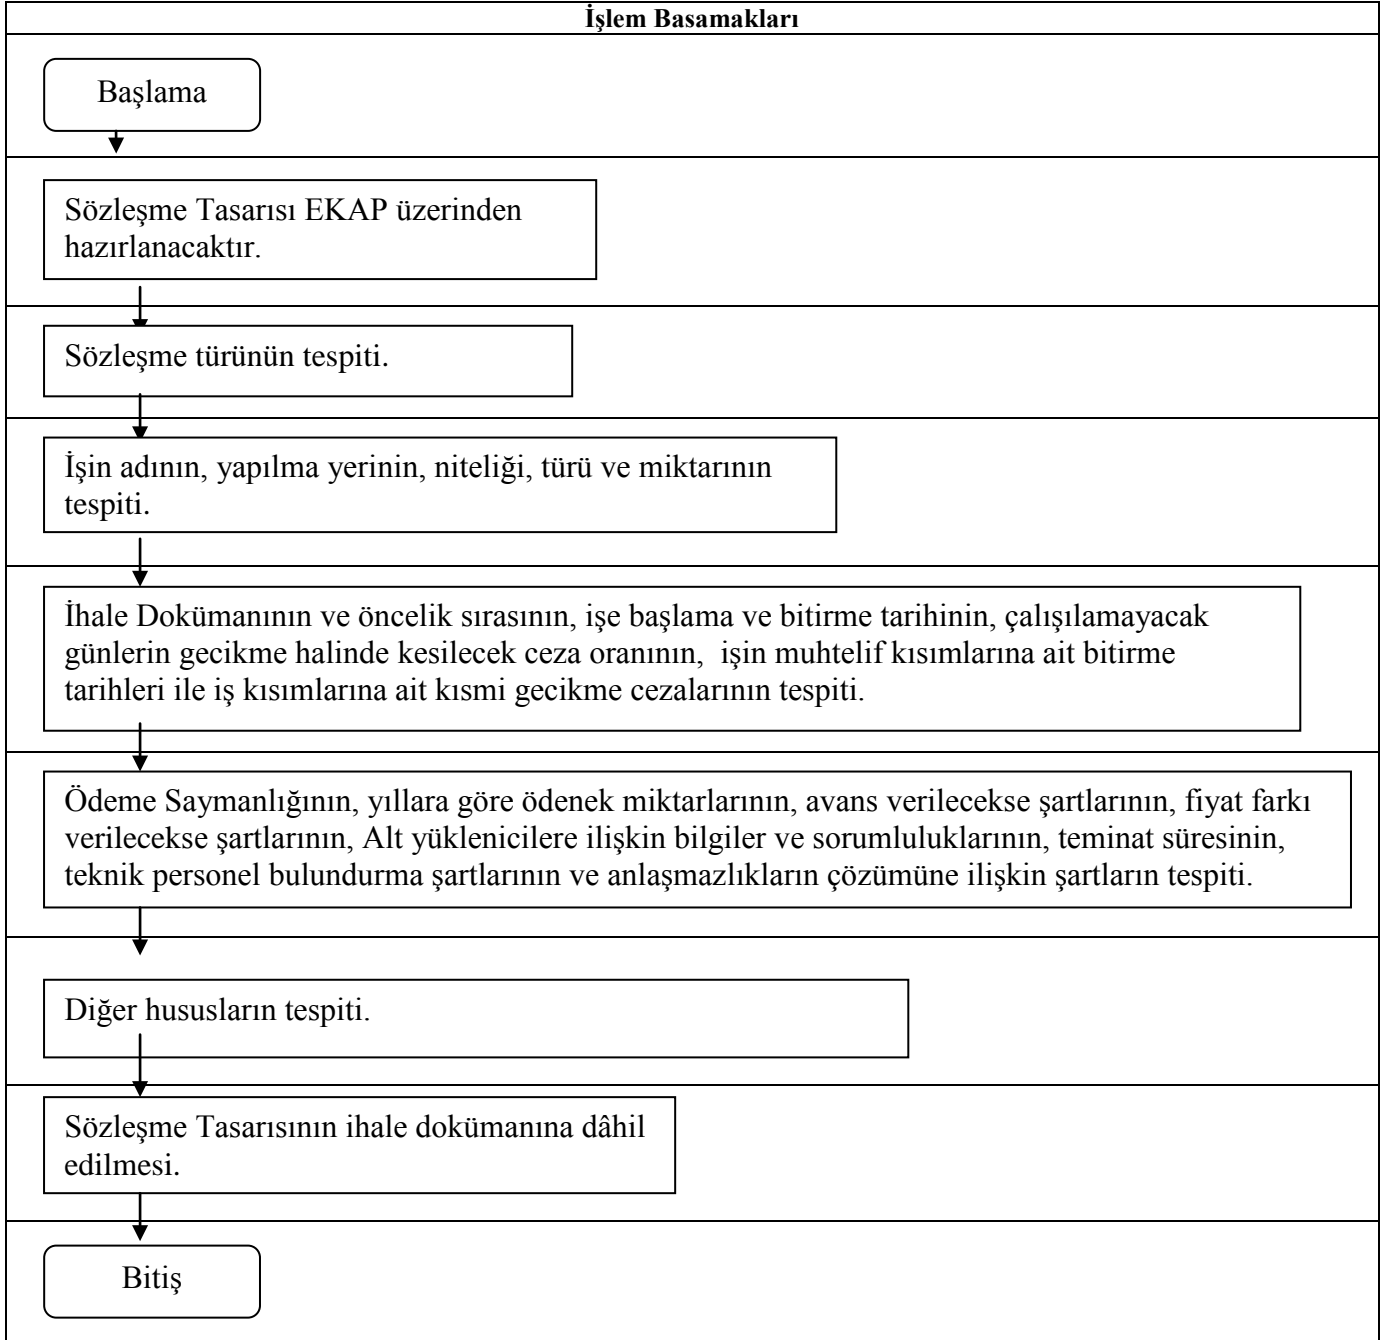 İşlem Basamakları
Başlama
Sözleşme Tasarısı EKAP üzerinden
hazırlanacaktır.
Sözleşme türünün tespiti.
İşin adının, yapılma yerinin, niteliği, türü ve miktarının
tespiti.
İhale Dokümanının ve öncelik sırasının, işe başlama ve bitirme tarihinin, çalışılamayacak
günlerin gecikme halinde kesilecek ceza oranının,  işin muhtelif kısımlarına ait bitirme
tarihleri ile iş kısımlarına ait kısmi gecikme cezalarının tespiti.
Ödeme Saymanlığının, yıllara göre ödenek miktarlarının, avans verilecekse şartlarının, fiyat farkı
verilecekse şartlarının, Alt yüklenicilere ilişkin bilgiler ve sorumluluklarının, teminat süresinin,
teknik personel bulundurma şartlarının ve anlaşmazlıkların çözümüne ilişkin şartların tespiti.
Diğer hususların tespiti.
Sözleşme Tasarısının ihale dokümanına dâhil
edilmesi.
Bitiş